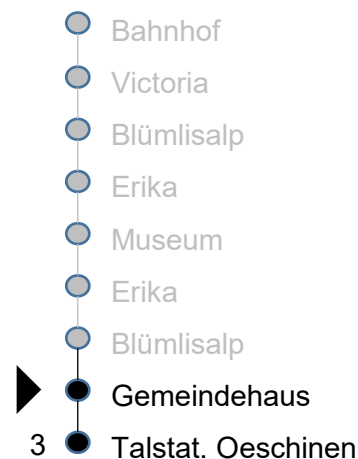 Bahnhof
Victoria
Blümlisalp
Erika
Museum
Erika
Blümlisalp
Gemeindehaus
3 Talstat. Oeschinen